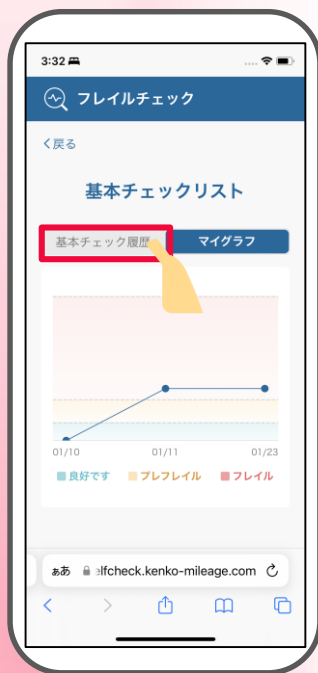 3:32
フレイルチェック
戻る
基本チェックリスト
基本チェック履歴
マイグラフ
01/10
01/11
01/23
良好です
プレフレイル
フレイル
ぁあ
elfcheck.kenko-mileage.com